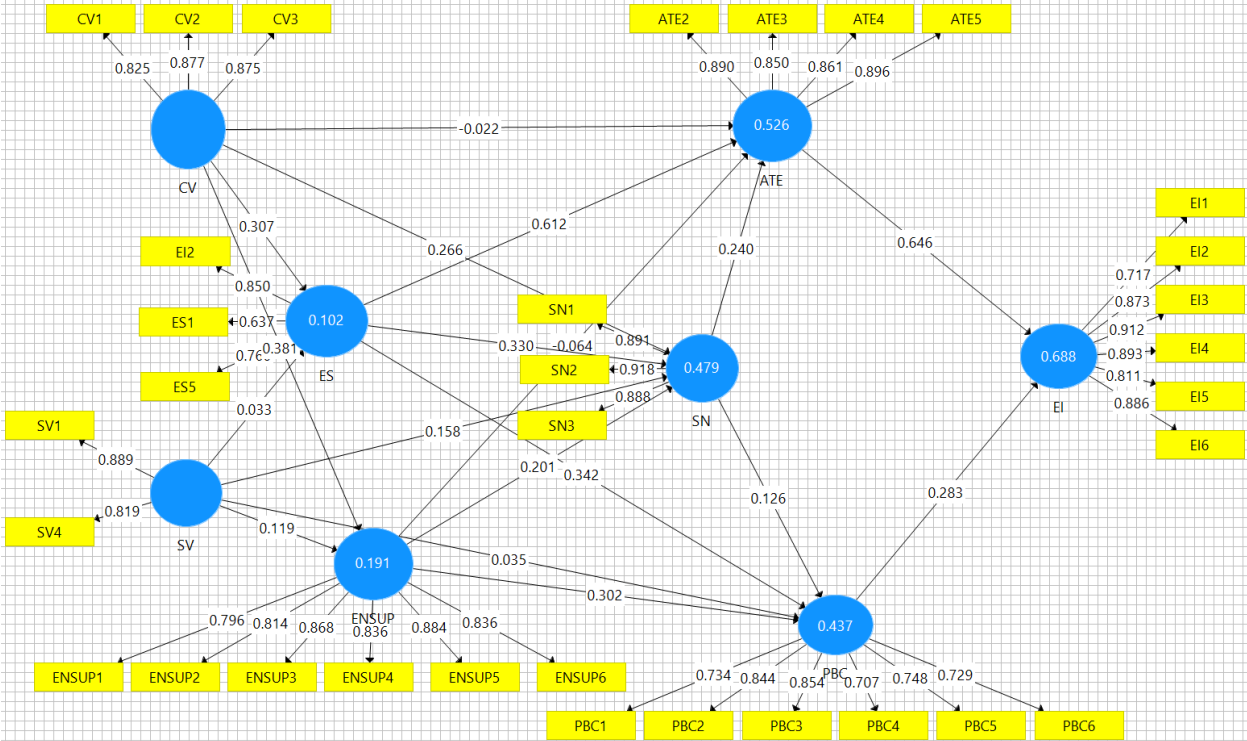 CV1 CV2 CV3 ATE2 ATE3 ATE4 ATE5
0.825 0.877 0.875 0.890 0.850 0.861 0.896
-0.022 0.526
CV ATE
EI1
0.307 0.266 0.612 0.240 0.646
EI2 EI2
0.850 0.717
0.873 EI3
ES1 0.637 0.102 SN1 0.912
0.381 0.330 -0.064 0.891 0.688 0.893 EI4
ES5 ES SN2 0.918 0.479 0.811
0.888 EI EI5
0.033 SN3 SN 0.886
SV1 0.158 EI6
0.889 0.201 0.342
0.819 0.126 0.283
SV4 0.119
SV 0.035
0.191 0.302
ENSUP 0.437
0.796 0.814 0.868 0.836 0.884 0.836
PBC
ENSUP1 ENSUP2 ENSUP3 ENSUP4 ENSUP5 ENSUP6
0.734 0.844 0.854 0.707 0.748 0.729
PBC1 PBC2 PBC3 PBC4 PBC5 PBC6